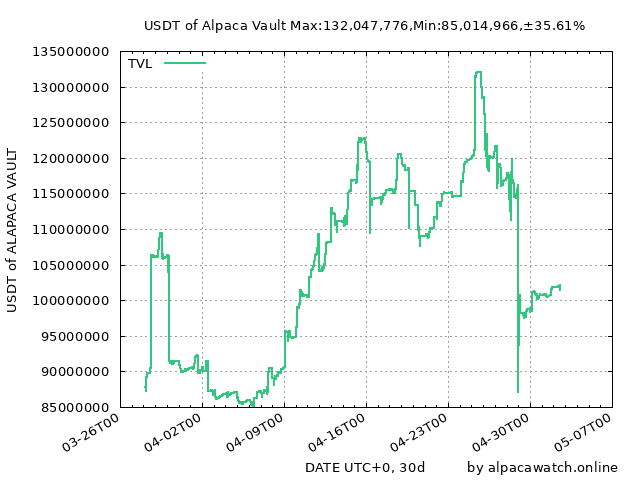 USDT of Alpaca Vault Max:132,047,776,Min:85,014,966,±35.61%
TVL
135000000
130000000
125000000
120000000
115000000
110000000
105000000
100000000
95000000
90000000
85000000
USDT of ALAPACA VAULT
03-26T00
04-02T00
04-09T00
04-16T00
04-23T00
04-30T00
05-07T00
DATE UTC+0, 30d
by alpacawatch.online